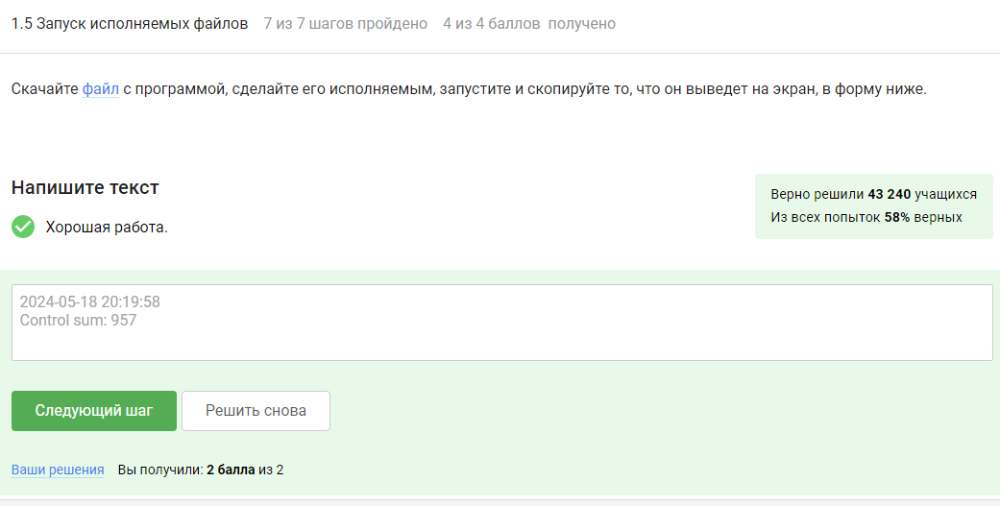 1.5 Запуск исполняемых файлов 7 из 7 шагов пройдено 4 из 4 баллов получено
Скачайте файл с программой, сделайте его исполняемым, запустите и скопируйте то, что он выведет на экран, в форму ниже.
Напишите текст
Верно решили 43 240 учащихся
Из всех попыток 58% верных
Хорошая работа.
2024-05-18 20:19:58
Control sum: 957
Следующий шаг Решить снова
Ваши решения Вы получили: 2 балла из 2